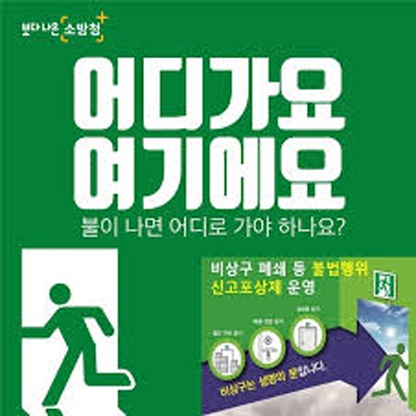 보다 나은 소방청
어디가요
여기에요
불이 나면 어디로 가야 하나요?
비상구 폐쇄 등 불법행위
신고포상제 운영
비상구는 생명의 문입니다.